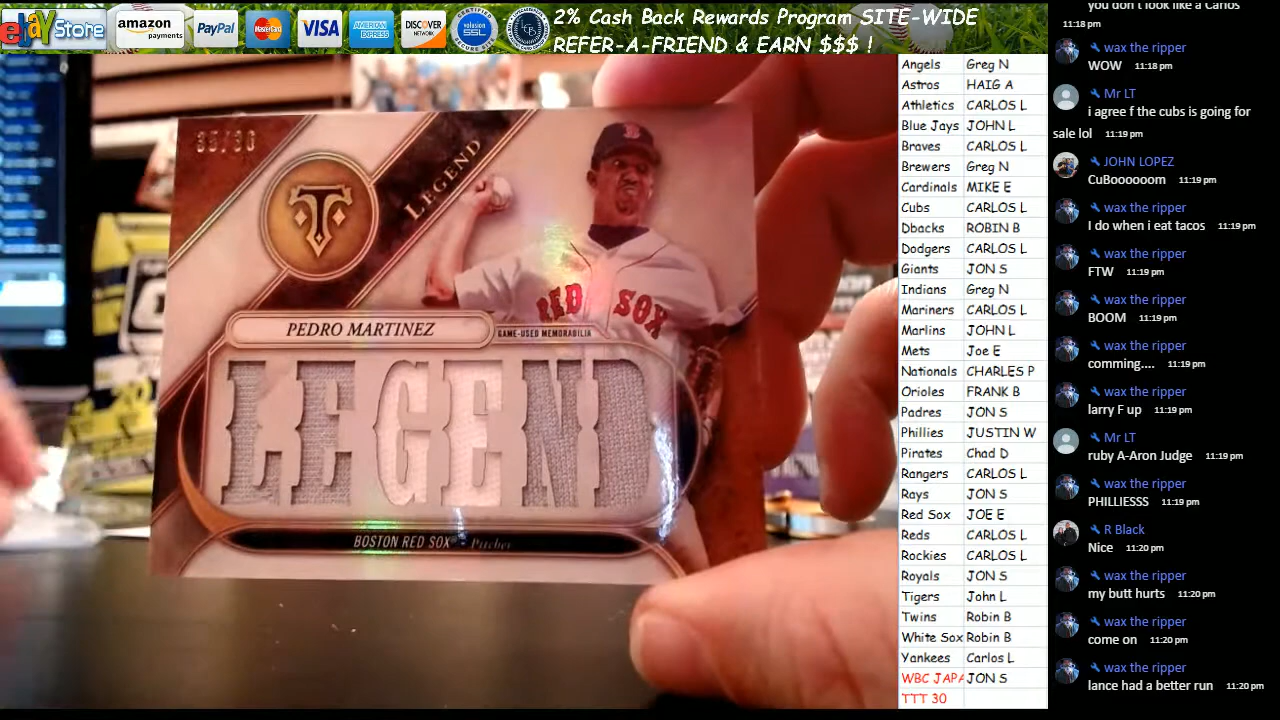 ebay Store
amazon
payments
PayPal
MasterCard
VISA
AMERICAN EXPRESS
DISCOVER NETWORK
volusion
SSL
2% Cash Back Rewards Program SITE-WIDE
REFER-A-FRIEND & EARN $$$ !
LEGEND
PEDRO MARTINEZ
GAME-USED MEMORABILIA
RED SOX
LEGEND
BOSTON RED SOX® - Pitcher
Angels Greg N
Astros HAIG A
Athletics CARLOS L
Blue Jays JOHN L
Braves CARLOS L
Brewers Greg N
Cardinals MIKE E
Cubs CARLOS L
Dbacks ROBIN B
Dodgers CARLOS L
Giants JON S
Indians Greg N
Mariners CARLOS L
Marlins JOHN L
Mets Joe E
Nationals CHARLES P
Orioles FRANK B
Padres JON S
Phillies JUSTIN W
Pirates Chad D
Rangers CARLOS L
Rays JON S
Red Sox JOE E
Reds CARLOS L
Rockies CARLOS L
Royals JON S
Tigers John L
Twins Robin B
White Sox Robin B
Yankees Carlos L
WBC JAPA JON S
TTT 30
you don't look like a Carlos
11:18 pm
wax the ripper
WOW 11:18 pm
Mr LT
i agree f the cubs is going for
sale lol 11:19 pm
JOHN LOPEZ
CuBoooooom 11:19 pm
wax the ripper
I do when i eat tacos 11:19 pm
wax the ripper
FTW 11:19 pm
wax the ripper
BOOM 11:19 pm
wax the ripper
comming.... 11:19 pm
wax the ripper
larry F up 11:19 pm
Mr LT
ruby A-Aron Judge 11:19 pm
wax the ripper
PHILLIESSS 11:19 pm
R Black
Nice 11:20 pm
wax the ripper
my butt hurts 11:20 pm
wax the ripper
come on 11:20 pm
wax the ripper
lance had a better run 11:20 pm